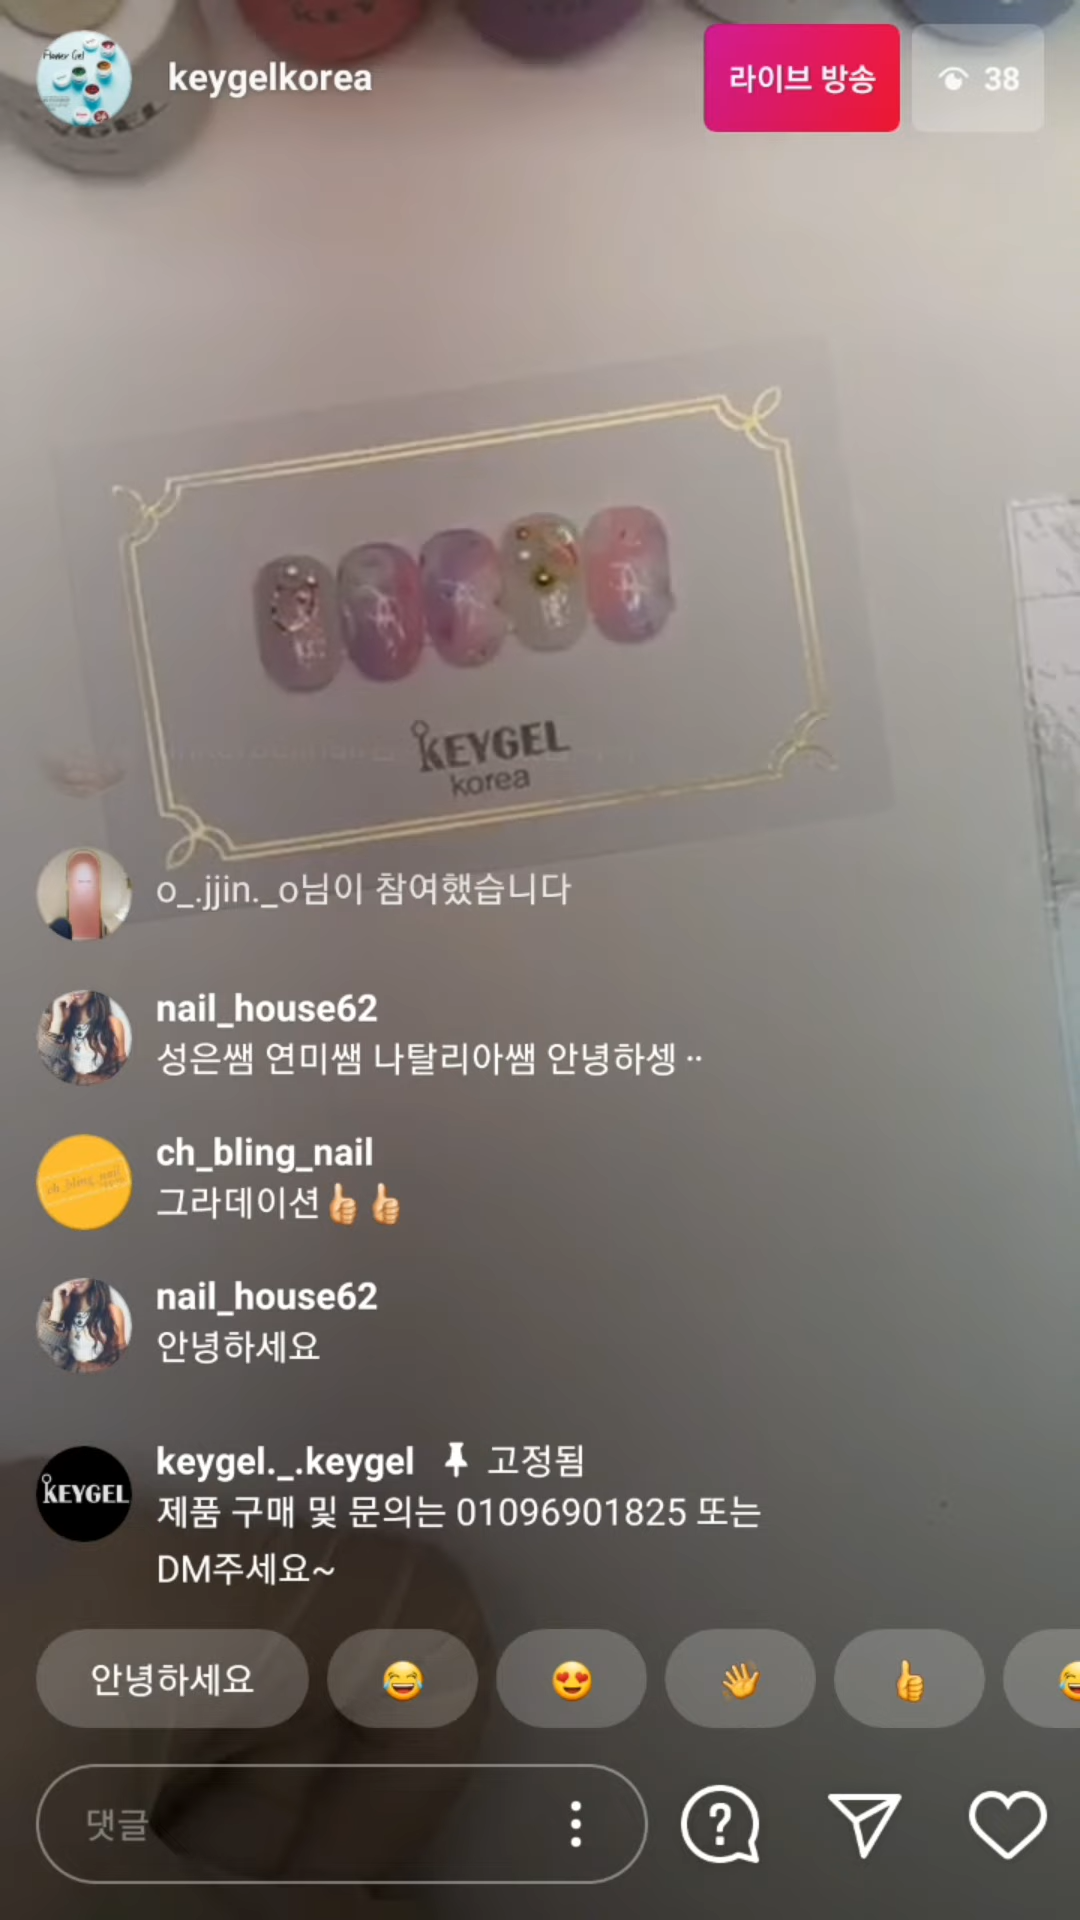 keygelkorea
라이브 방송
38
Flower Gel
KEYGEL
korea
o_.jjin._o님이 참여했습니다
nail_house62
성은쌤 연미쌤 나탈리아쌤 안녕하셍 ··
ch_bling_nail
그라데이션👍👍
nail_house62
안녕하세요
keygel._.keygel 고정됨
KEYGEL
제품 구매 및 문의는 01096901825 또는
DM주세요~
안녕하세요 😂 😍 👋 👍
댓글